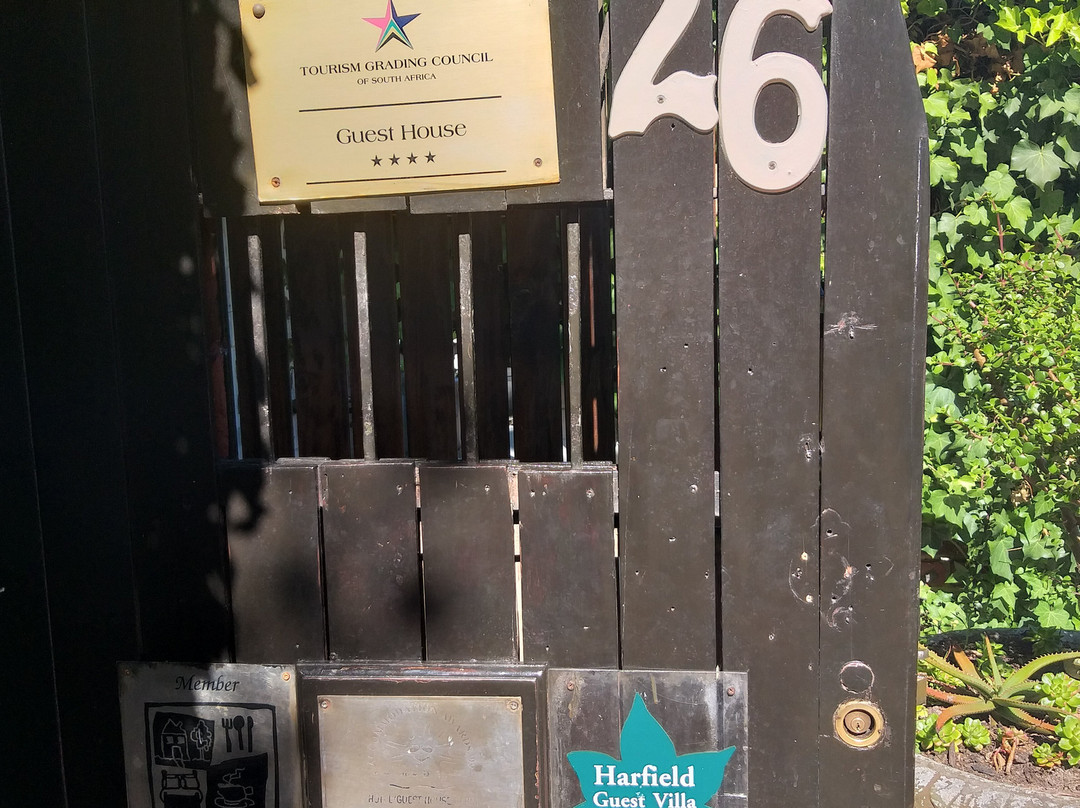 TOURISM GRADING COUNCIL
OF SOUTH AFRICA
Guest House
★★★★
26
Member
Harfield
Guest Villa